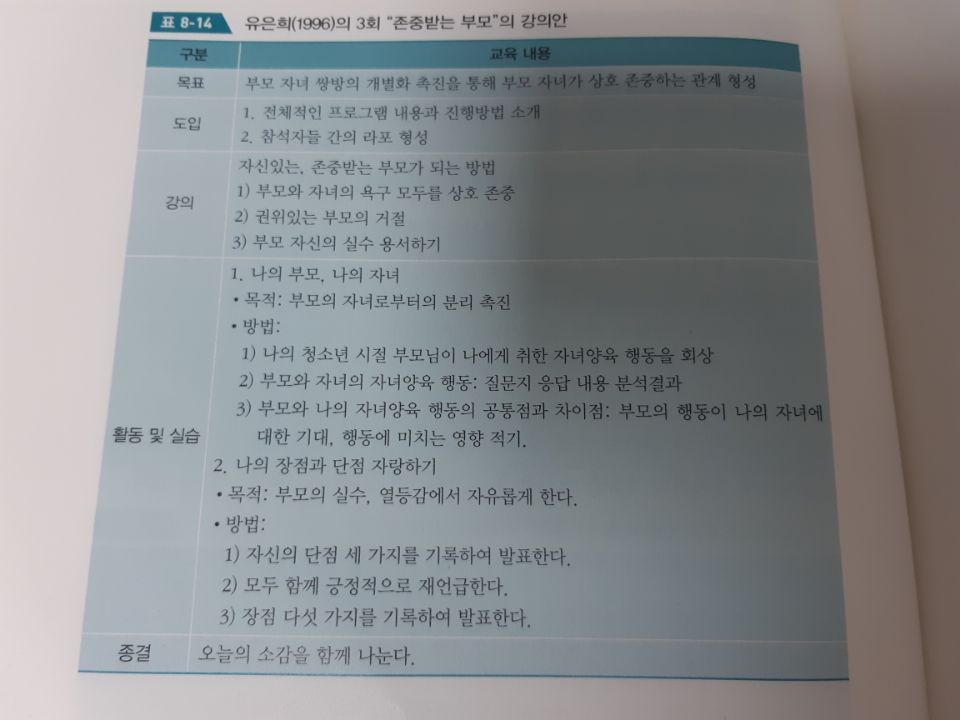 표 8-14 유은희(1996)의 3회 “존중받는 부모”의 강의안
구분 교육 내용
목표 부모 자녀 쌍방의 개별화 촉진을 통해 부모 자녀가 상호 존중하는 관계 형성
도입 1. 전체적인 프로그램 내용과 진행방법 소개
2. 참석자들 간의 라포 형성
강의 자신있는, 존중받는 부모가 되는 방법
1) 부모와 자녀의 욕구 모두를 상호 존중
2) 권위있는 부모의 거절
3) 부모 자신의 실수 용서하기
활동 및 실습 1. 나의 부모, 나의 자녀
• 목적: 부모의 자녀로부터의 분리 촉진
• 방법:
1) 나의 청소년 시절 부모님이 나에게 취한 자녀양육 행동을 회상
2) 부모와 자녀의 자녀양육 행동: 질문지 응답 내용 분석결과
3) 부모와 나의 자녀양육 행동의 공통점과 차이점: 부모의 행동이 나의 자녀에
대한 기대, 행동에 미치는 영향 적기.
2. 나의 장점과 단점 자랑하기
• 목적: 부모의 실수, 열등감에서 자유롭게 한다.
• 방법:
1) 자신의 단점 세 가지를 기록하여 발표한다.
2) 모두 함께 긍정적으로 재언급한다.
3) 장점 다섯 가지를 기록하여 발표한다.
종결 오늘의 소감을 함께 나눈다.